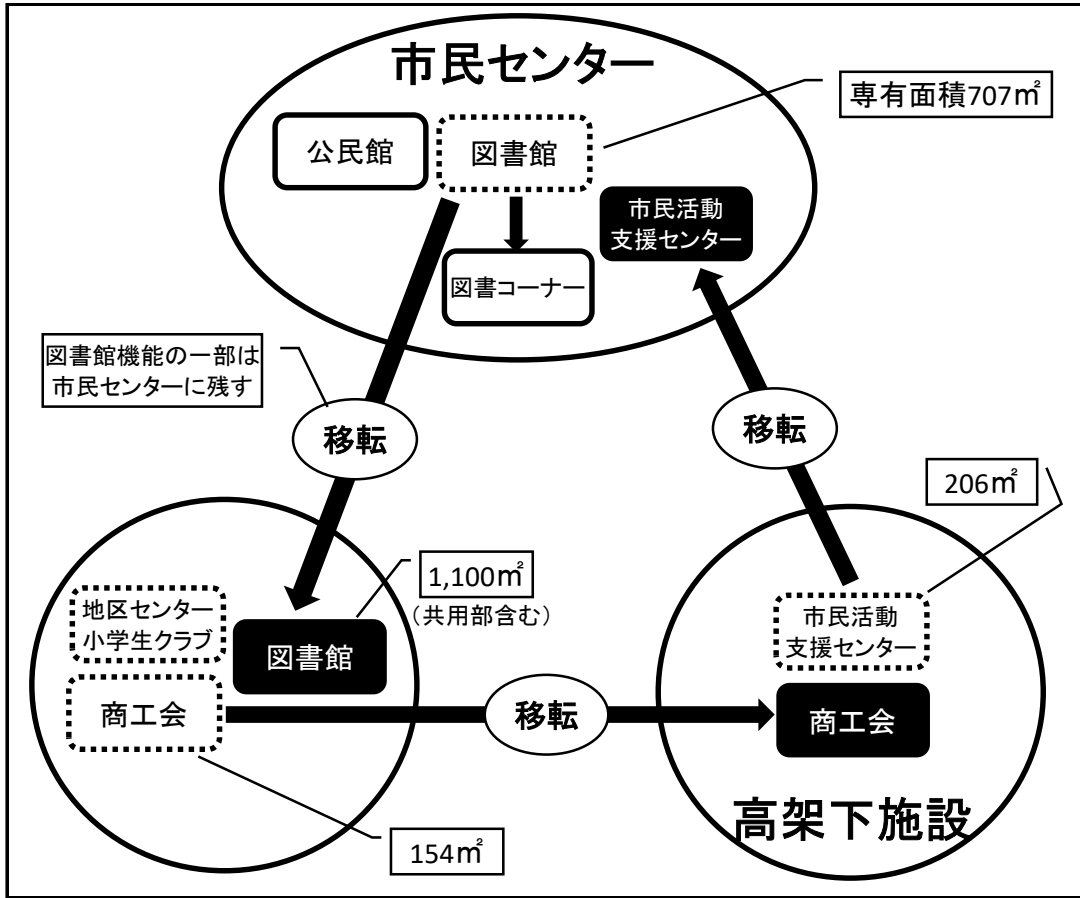 市民センター
専有面積707㎡
公民館
図書館
市民活動
支援センター
図書コーナー
図書館機能の一部は
市民センターに残す
移転
移転
206㎡
1,100㎡
(共用部含む)
地区センター
小学生クラブ
図書館
市民活動
支援センター
商工会
移転
商工会
高架下施設
154㎡